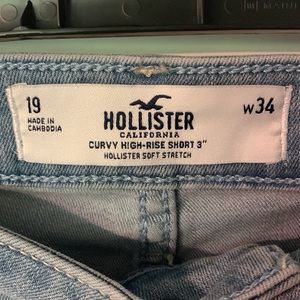 19
MADE IN
CAMBODIA
HOLLISTER
CALIFORNIA
CURVY HIGH-RISE SHORT 3"
HOLLISTER SOFT STRETCH
W34